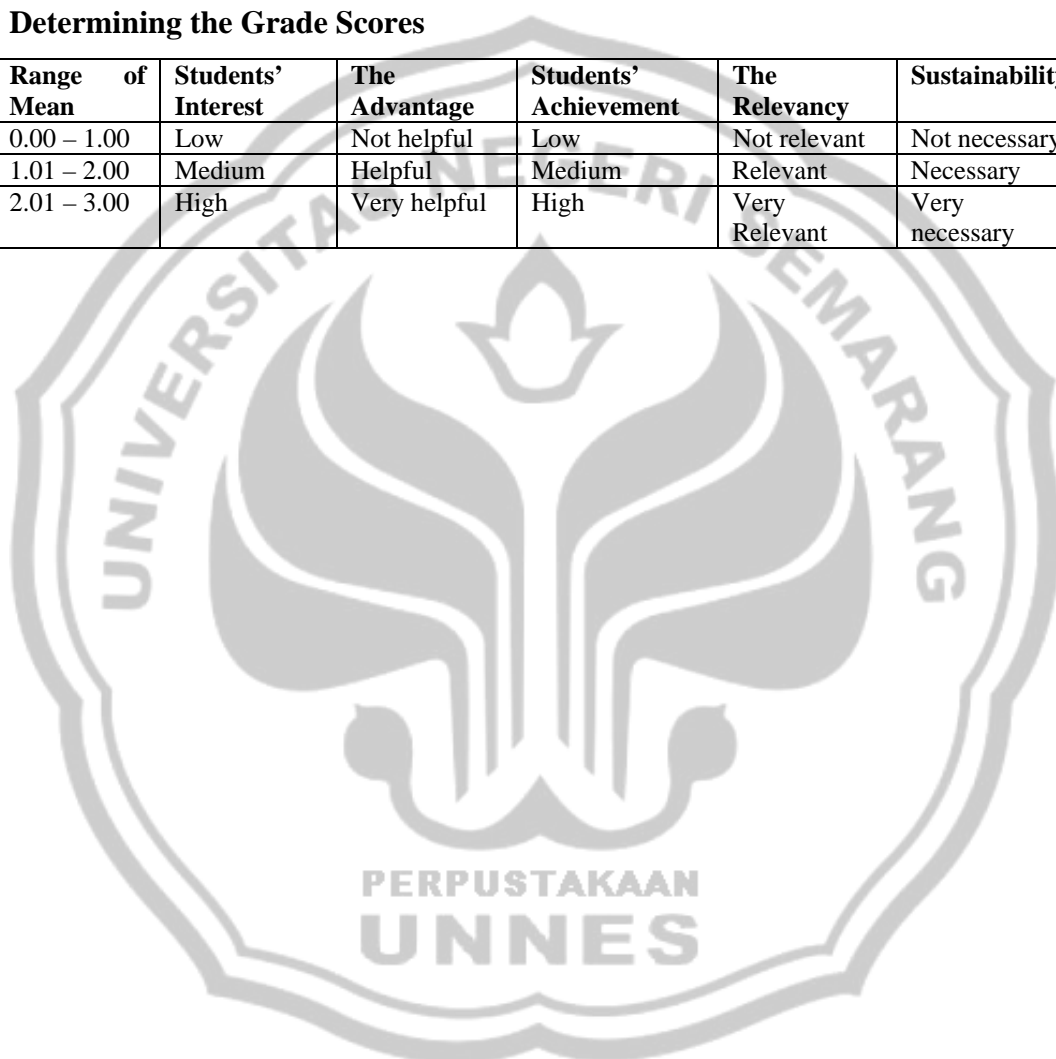 Determining the Grade Scores
Range of Mean Students' Interest The Advantage Students' Achievement The Relevancy Sustainability
0.00 – 1.00 Low Not helpful Low Not relevant Not necessary
1.01 – 2.00 Medium Helpful Medium Relevant Necessary
2.01 – 3.00 High Very helpful High Very Relevant Very necessary
UNIVERSITAS NEGERI SEMARANG
PERPUSTAKAAN
UNNES